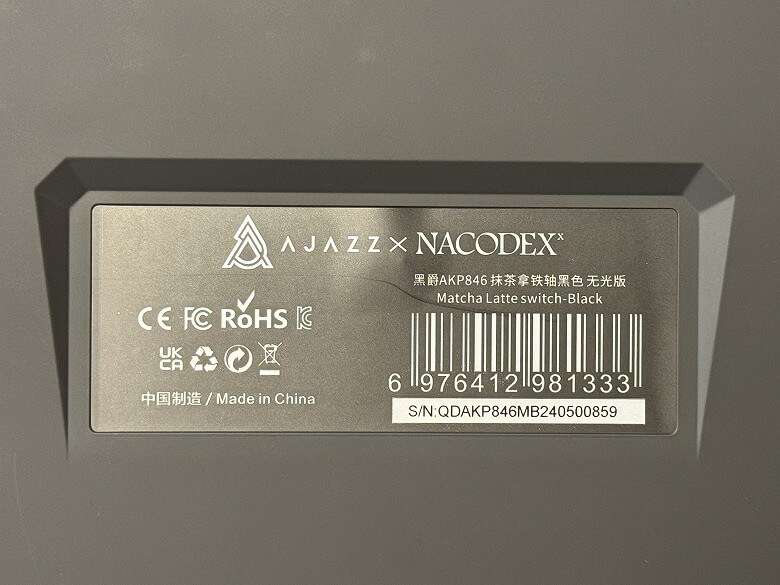 AJAZZ × NACODEX x
黑爵AKP846 抹茶拿铁轴黑色 无光版
Matcha Latte switch-Black
CE FC RoHS
UK CA
中国制造 / Made in China
6 976412 981333
S/N:QDAKP846MB240500859